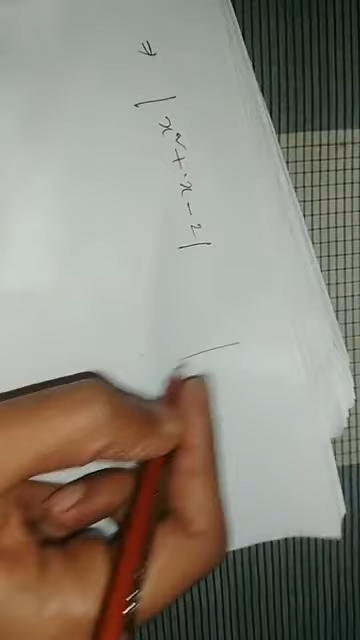 ⇒ | x² + x - 2 |